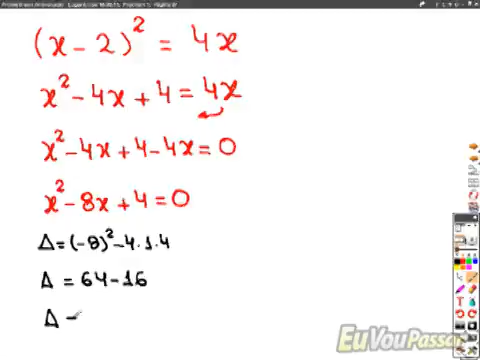 (x - 2)² = 4x
x² - 4x + 4 = 4x
x² - 4x + 4 - 4x = 0
x² - 8x + 4 = 0
Δ = (-8)² - 4 · 1 · 4
Δ = 64 - 16
Δ =
EuVouPassar